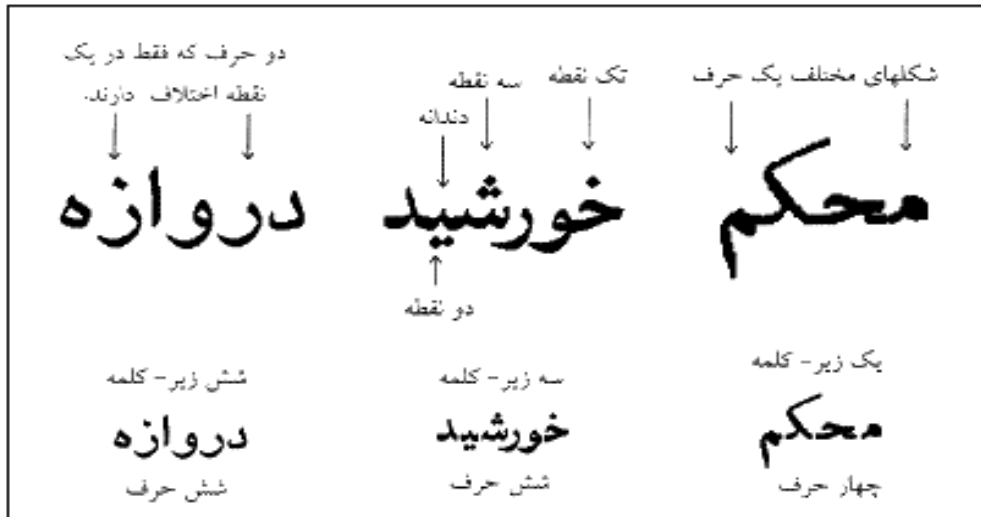 شکلهای مختلف یک حرف
محکم
یک زیر-کلمه
محکم
چهار حرف
تک نقطه
سه نقطه
دندانه
خورشید
دو نقطه
سه زیر-کلمه
خورشید
شش حرف
دو حرف که فقط در یک
نقطه اختلاف دارند.
دروازه
شش زیر-کلمه
دروازه
شش حرف